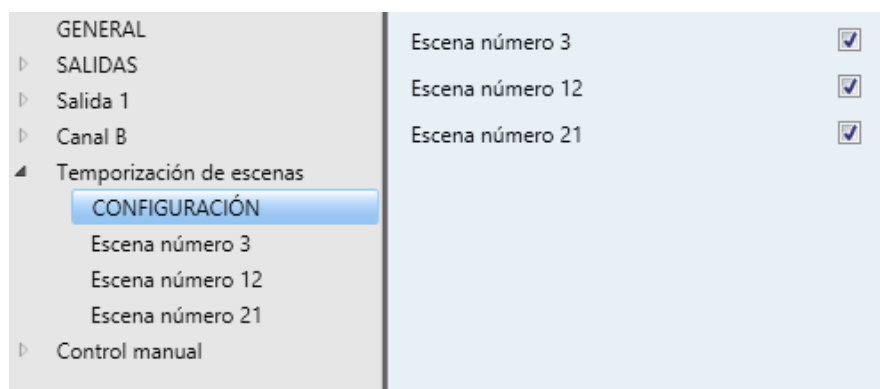 GENERAL
SALIDAS
Salida 1
Canal B
Temporización de escenas
CONFIGURACIÓN
Escena número 3
Escena número 12
Escena número 21
Control manual
Escena número 3
Escena número 12
Escena número 21